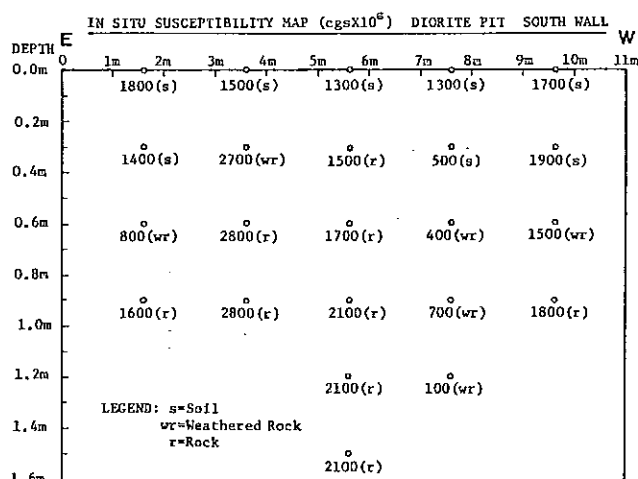 IN SITU SUSCEPTIBILITY MAP (cgsX10⁶) DIORITE PIT SOUTH WALL
DEPTH E W
0 1m 2m 3m 4m 5m 6m 7m 8m 9m 10m 11m
0.0m
1800(s) 1500(s) 1300(s) 1300(s) 1700(s)
0.2m
1400(s) 2700(wr) 1500(r) 500(s) 1900(s)
0.4m
0.6m
800(wr) 2800(r) 1700(r) 400(wr) 1500(wr)
0.8m
1600(r) 2800(r) 2100(r) 700(wr) 1800(r)
1.0m
1.2m
2100(r) 100(wr)
LEGEND: s=Soil
1.4m wr=Weathered Rock
r=Rock
2100(r)
1.6m